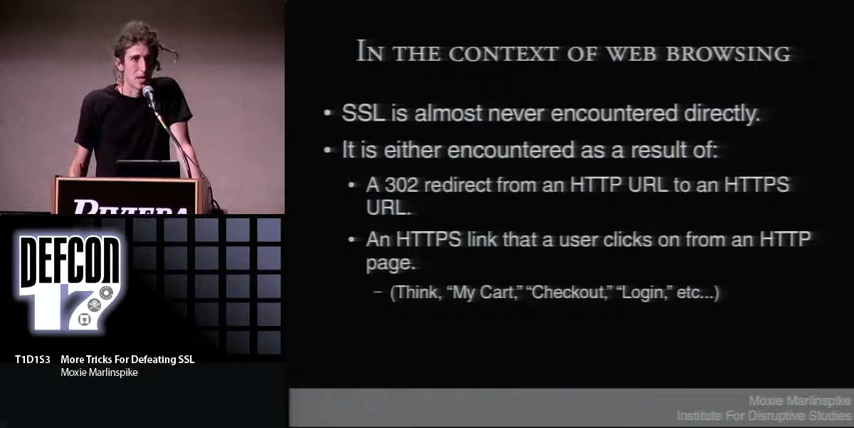 IN THE CONTEXT OF WEB BROWSING
• SSL is almost never encountered directly.
• It is either encountered as a result of:
• A 302 redirect from an HTTP URL to an HTTPS
URL.
• An HTTPS link that a user clicks on from an HTTP
page.
– (Think, “My Cart,” “Checkout,” “Login,” etc...)
Moxie Marlinspike
Institute For Disruptive Studies
RIVIERA
DEFCON
17
T1D1S3 More Tricks For Defeating SSL
Moxie Marlinspike